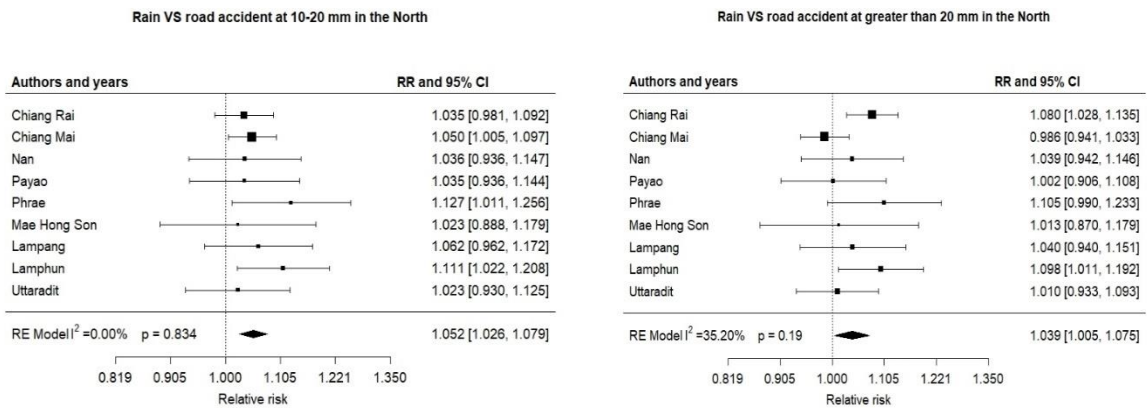 Rain VS road accident at 10-20 mm in the North
Authors and years RR and 95% CI
Chiang Rai 1.035 [0.981, 1.092]
Chiang Mai 1.050 [1.005, 1.097]
Nan 1.036 [0.936, 1.147]
Payao 1.035 [0.936, 1.144]
Phrae 1.127 [1.011, 1.256]
Mae Hong Son 1.023 [0.888, 1.179]
Lampang 1.062 [0.962, 1.172]
Lamphun 1.111 [1.022, 1.208]
Uttaradit 1.023 [0.930, 1.125]
RE Model I² =0.00% p = 0.834 1.052 [1.026, 1.079]
0.819 0.905 1.000 1.105 1.221 1.350
Relative risk
Rain VS road accident at greater than 20 mm in the North
Authors and years RR and 95% CI
Chiang Rai 1.080 [1.028, 1.135]
Chiang Mai 0.986 [0.941, 1.033]
Nan 1.039 [0.942, 1.146]
Payao 1.002 [0.906, 1.108]
Phrae 1.105 [0.990, 1.233]
Mae Hong Son 1.013 [0.870, 1.179]
Lampang 1.040 [0.940, 1.151]
Lamphun 1.098 [1.011, 1.192]
Uttaradit 1.010 [0.933, 1.093]
RE Model I² =35.20% p = 0.19 1.039 [1.005, 1.075]
0.819 0.905 1.000 1.105 1.221 1.350
Relative risk